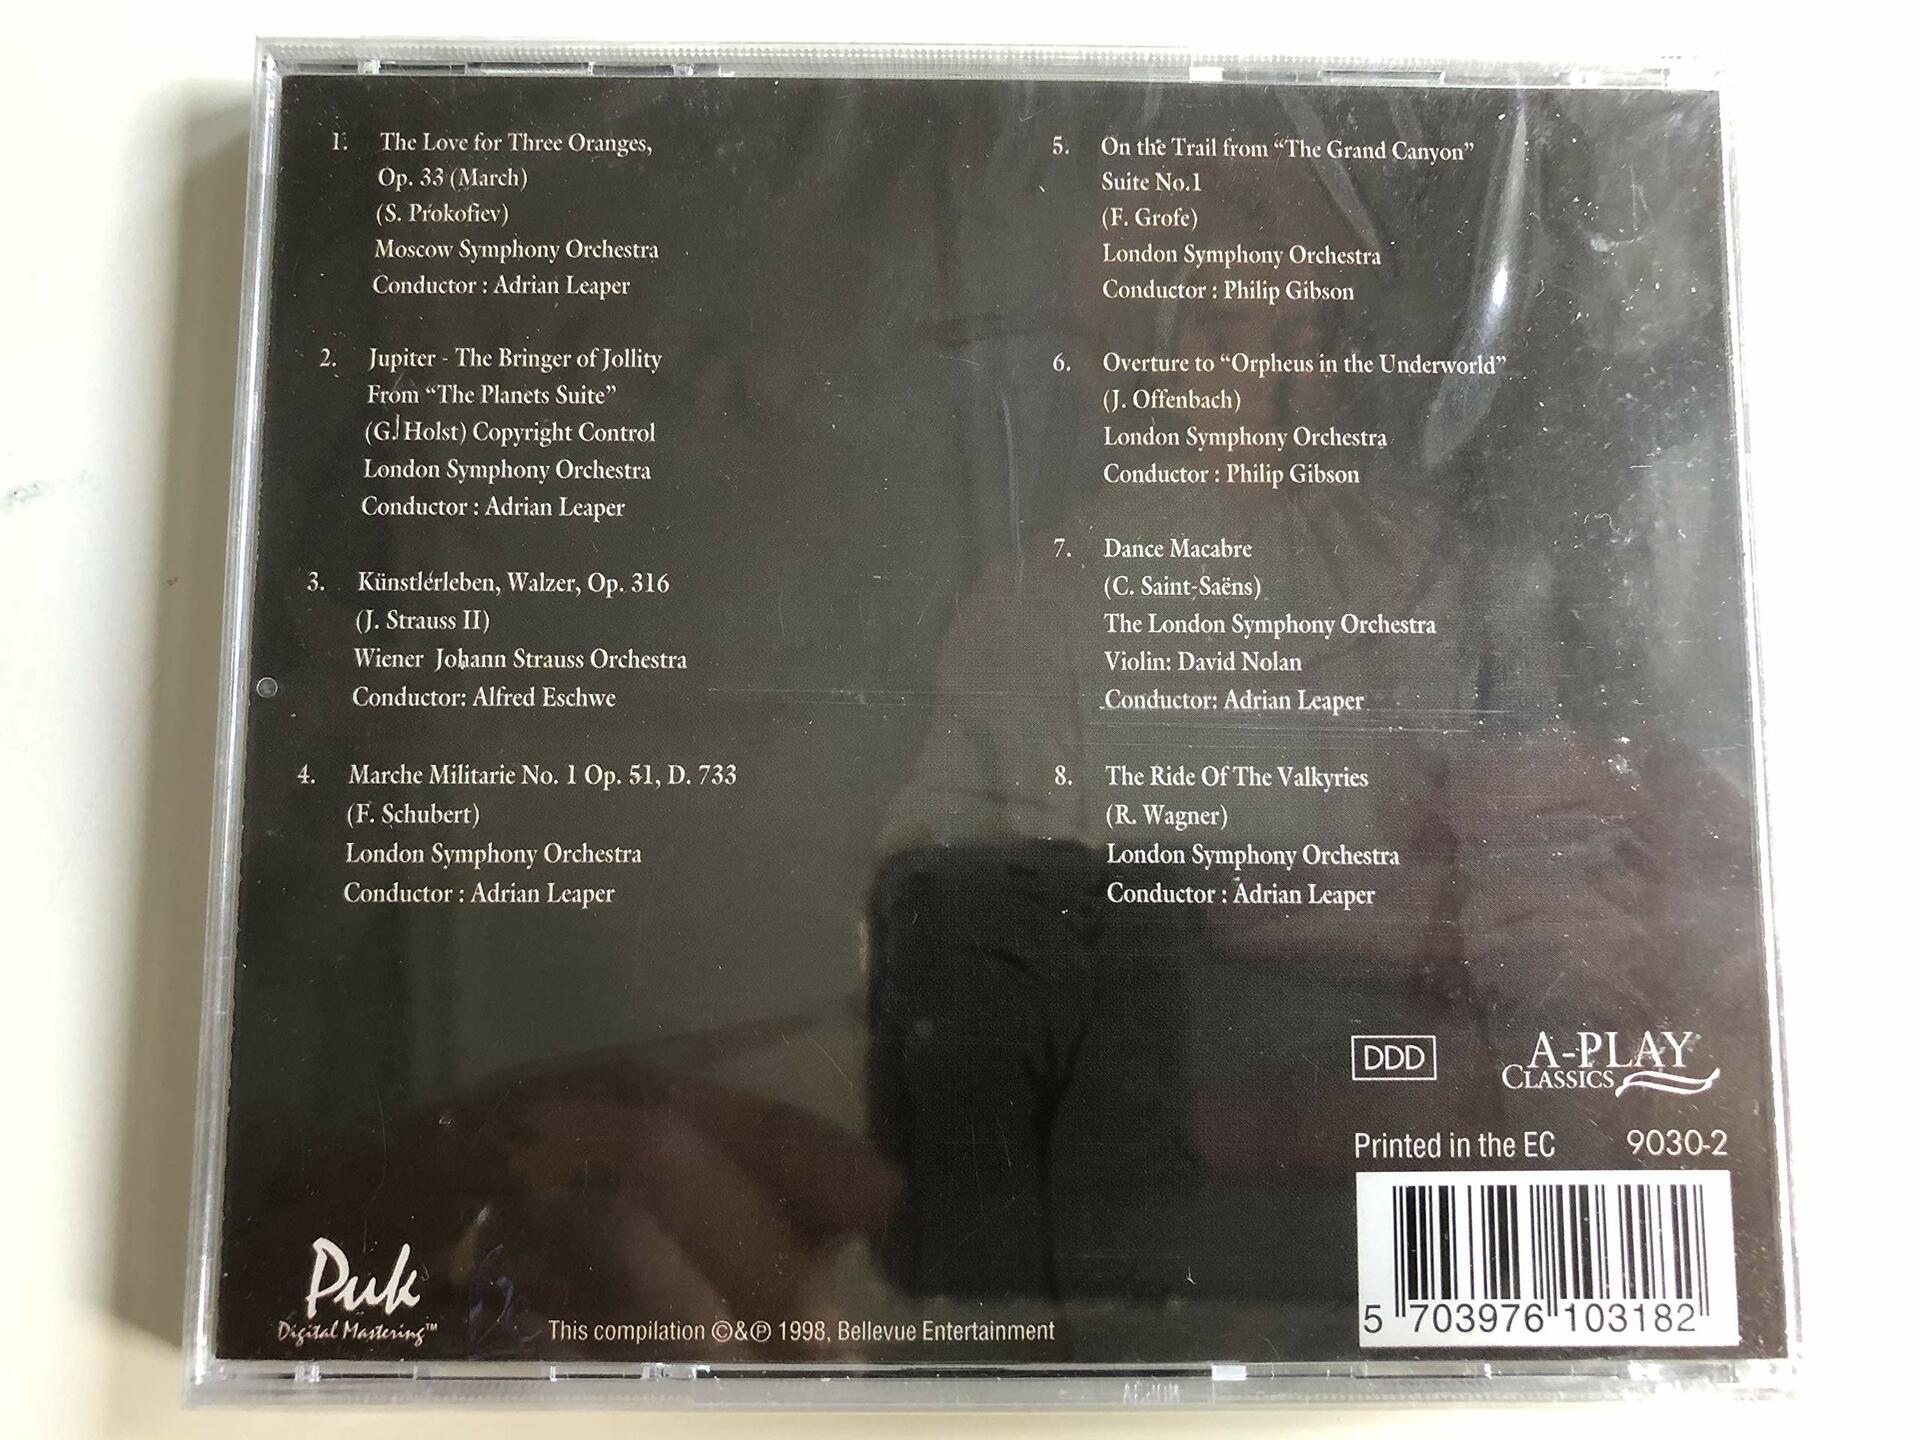 1. The Love for Three Oranges,
Op. 33 (March)
(S. Prokofiev)
Moscow Symphony Orchestra
Conductor : Adrian Leaper
2. Jupiter - The Bringer of Jollity
From “The Planets Suite”
(G. Holst) Copyright Control
London Symphony Orchestra
Conductor : Adrian Leaper
3. Künstlerleben, Walzer, Op. 316
(J. Strauss II)
Wiener Johann Strauss Orchestra
Conductor: Alfred Eschwe
4. Marche Militarie No. 1 Op. 51, D. 733
(F. Schubert)
London Symphony Orchestra
Conductor : Adrian Leaper
5. On the Trail from “The Grand Canyon”
Suite No.1
(F. Grofe)
London Symphony Orchestra
Conductor : Philip Gibson
6. Overture to “Orpheus in the Underworld”
(J. Offenbach)
London Symphony Orchestra
Conductor : Philip Gibson
7. Dance Macabre
(C. Saint-Saëns)
The London Symphony Orchestra
Violin: David Nolan
Conductor: Adrian Leaper
8. The Ride Of The Valkyries
(R. Wagner)
London Symphony Orchestra
Conductor : Adrian Leaper
DDD
A-PLAY
CLASSICS
Printed in the EC 9030-2
5 703976 103182
Puk
Digital Mastering™
This compilation ©&℗ 1998, Bellevue Entertainment